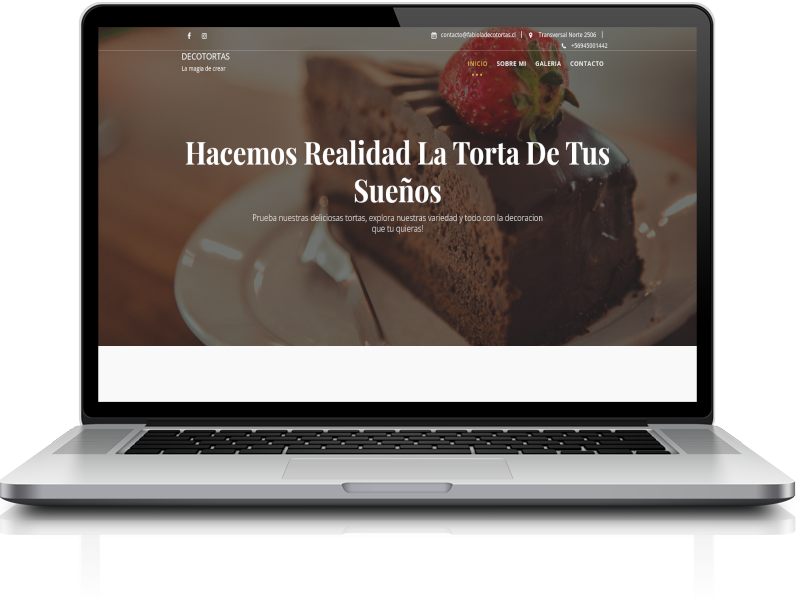 contacto@fabioladecotortas.cl | Transversal Norte 2506 |
+56945001442
DECOTORTAS
La magia de crear
INICIO SOBRE MI GALERIA CONTACTO
Hacemos Realidad La Torta De Tus
Sueños
Prueba nuestras deliciosas tortas, explora nuestras variedad y todo con la decoracion
que tu quieras!